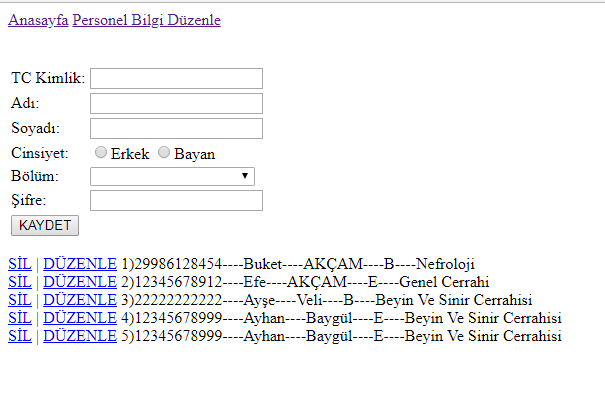 Anasayfa Personel Bilgi Düzenle
TC Kimlik:
Adı:
Soyadı:
Cinsiyet: Erkek Bayan
Bölüm:
Şifre:
KAYDET
SİL | DÜZENLE 1)29986128454----Buket----AKÇAM----B----Nefroloji
SİL | DÜZENLE 2)12345678912----Efe----AKÇAM----E----Genel Cerrahi
SİL | DÜZENLE 3)22222222222----Ayşe----Veli----B----Beyin Ve Sinir Cerrahisi
SİL | DÜZENLE 4)12345678999----Ayhan----Baygül----E----Beyin Ve Sinir Cerrahisi
SİL | DÜZENLE 5)12345678999----Ayhan----Baygül----E----Beyin Ve Sinir Cerrahisi